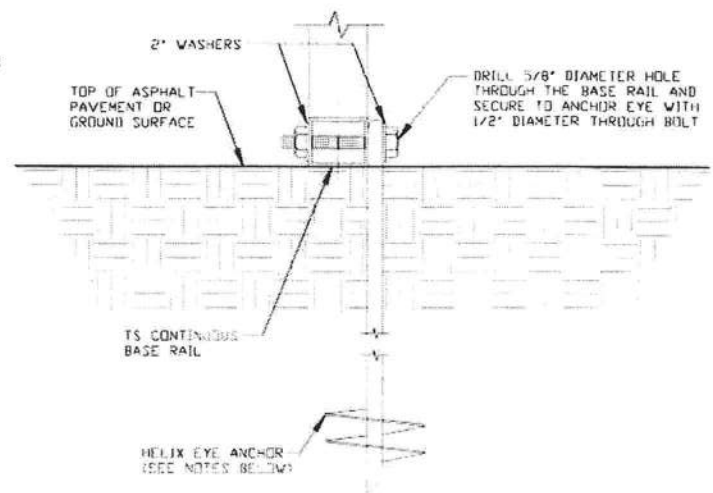 2" WASHERS
TOP OF ASPHALT
PAVEMENT OR
GROUND SURFACE
DRILL 5/8" DIAMETER HOLE
THROUGH THE BASE RAIL AND
SECURE TO ANCHOR EYE WITH
1/2" DIAMETER THROUGH BOLT
TS CONTINUOUS
BASE RAIL
HELIX EYE ANCHOR
(SEE NOTES BELOW)